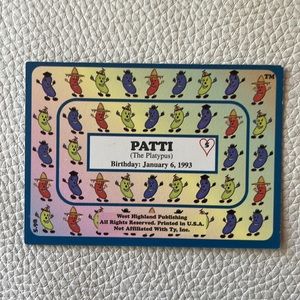 TM
PATTI
(The Platypus)
Birthday: January 6, 1993
West Highland Publishing
All Rights Reserved. Printed in U.S.A.
Not Affiliated With Ty, Inc.